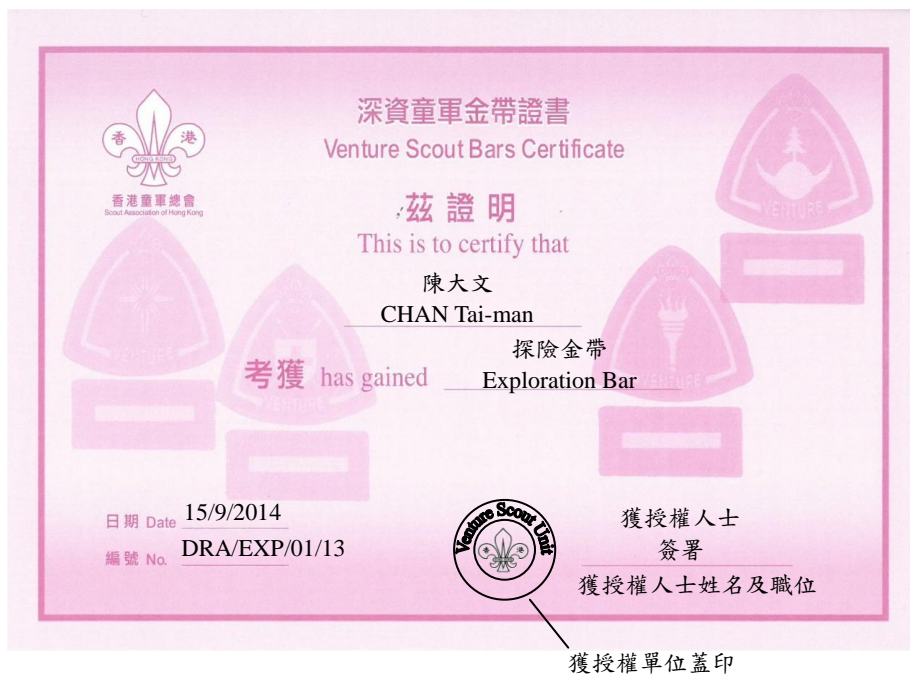 香 港
HONG KONG
香港童軍總會
Scout Association of Hong Kong
深資童軍金帶證書
Venture Scout Bars Certificate
茲證明
This is to certify that
陳大文
CHAN Tai-man
考獲 has gained
探險金帶
Exploration Bar
VENTURE
VENTURE
VENTURE
日期 Date 15/9/2014
編號 No. DRA/EXP/01/13
Venture Scout Unit
獲授權人士
簽署
獲授權人士姓名及職位
獲授權單位蓋印